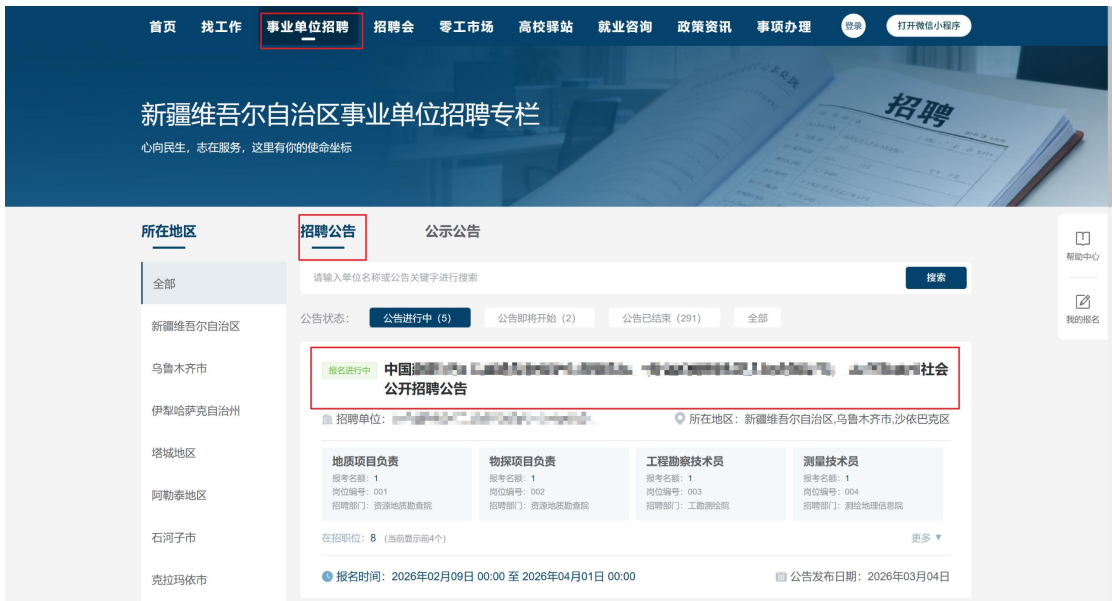 首页 找工作 事业单位招聘 招聘会 零工市场 高校驿站 就业咨询 政策资讯 事项办理 登录 打开微信小程序
招聘
新疆维吾尔自治区事业单位招聘专栏
心向民生，志在服务，这里有你的使命坐标
所在地区
全部
新疆维吾尔自治区
乌鲁木齐市
伊犁哈萨克自治州
塔城地区
阿勒泰地区
石河子市
克拉玛依市
招聘公告 公示公告
请输入单位名称或公告关键字进行搜索 搜索
公告状态： 公告进行中（5） 公告即将开始（2） 公告已结束（291） 全部
报名进行中 中国 社会
公开招聘公告
招聘单位： 所在地区：新疆维吾尔自治区,乌鲁木齐市,沙依巴克区
地质项目负责
报考名额：1
岗位编号：001
招聘部门：资源地质勘查院
物探项目负责
报考名额：1
岗位编号：002
招聘部门：资源地质勘查院
工程勘察技术员
报考名额：1
岗位编号：003
招聘部门：工勘测绘院
测量技术员
报考名额：1
岗位编号：004
招聘部门：测绘地理信息院
在招职位：8（当前显示前4个） 更多 ▼
报名时间：2026年02月09日 00:00 至 2026年04月01日 00:00 公告发布日期：2026年03月04日
帮助中心
我的报名